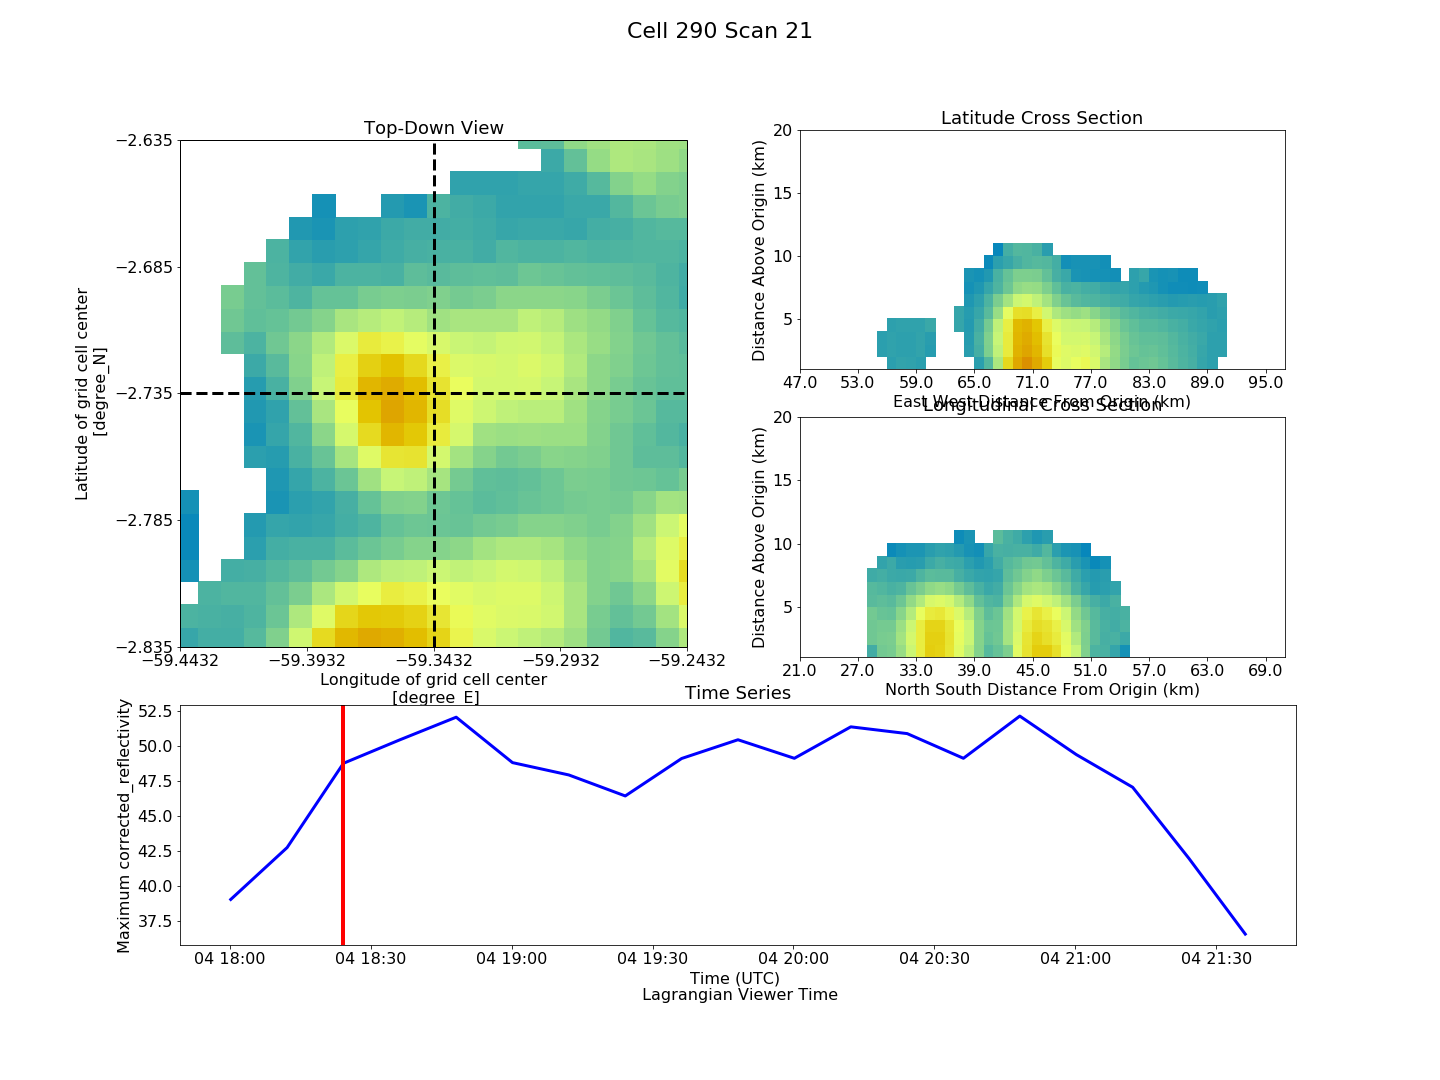 Cell 290 Scan 21
Top-Down View
−2.635
−2.685
−2.735
−2.785
−2.835
Latitude of grid cell center
[degree_N]
−59.4432 −59.3932 −59.3432 −59.2932 −59.2432
Longitude of grid cell center
[degree_E]
Latitude Cross Section
20
15
10
5
Distance Above Origin (km)
47.0 53.0 59.0 65.0 71.0 77.0 83.0 89.0 95.0
East West Distance From Origin (km)
Longitudinal Cross Section
20
15
10
5
Distance Above Origin (km)
21.0 27.0 33.0 39.0 45.0 51.0 57.0 63.0 69.0
North South Distance From Origin (km)
Time Series
52.5
50.0
47.5
45.0
42.5
40.0
37.5
Maximum corrected_reflectivity
04 18:00 04 18:30 04 19:00 04 19:30 04 20:00 04 20:30 04 21:00 04 21:30
Time (UTC)
Lagrangian Viewer Time